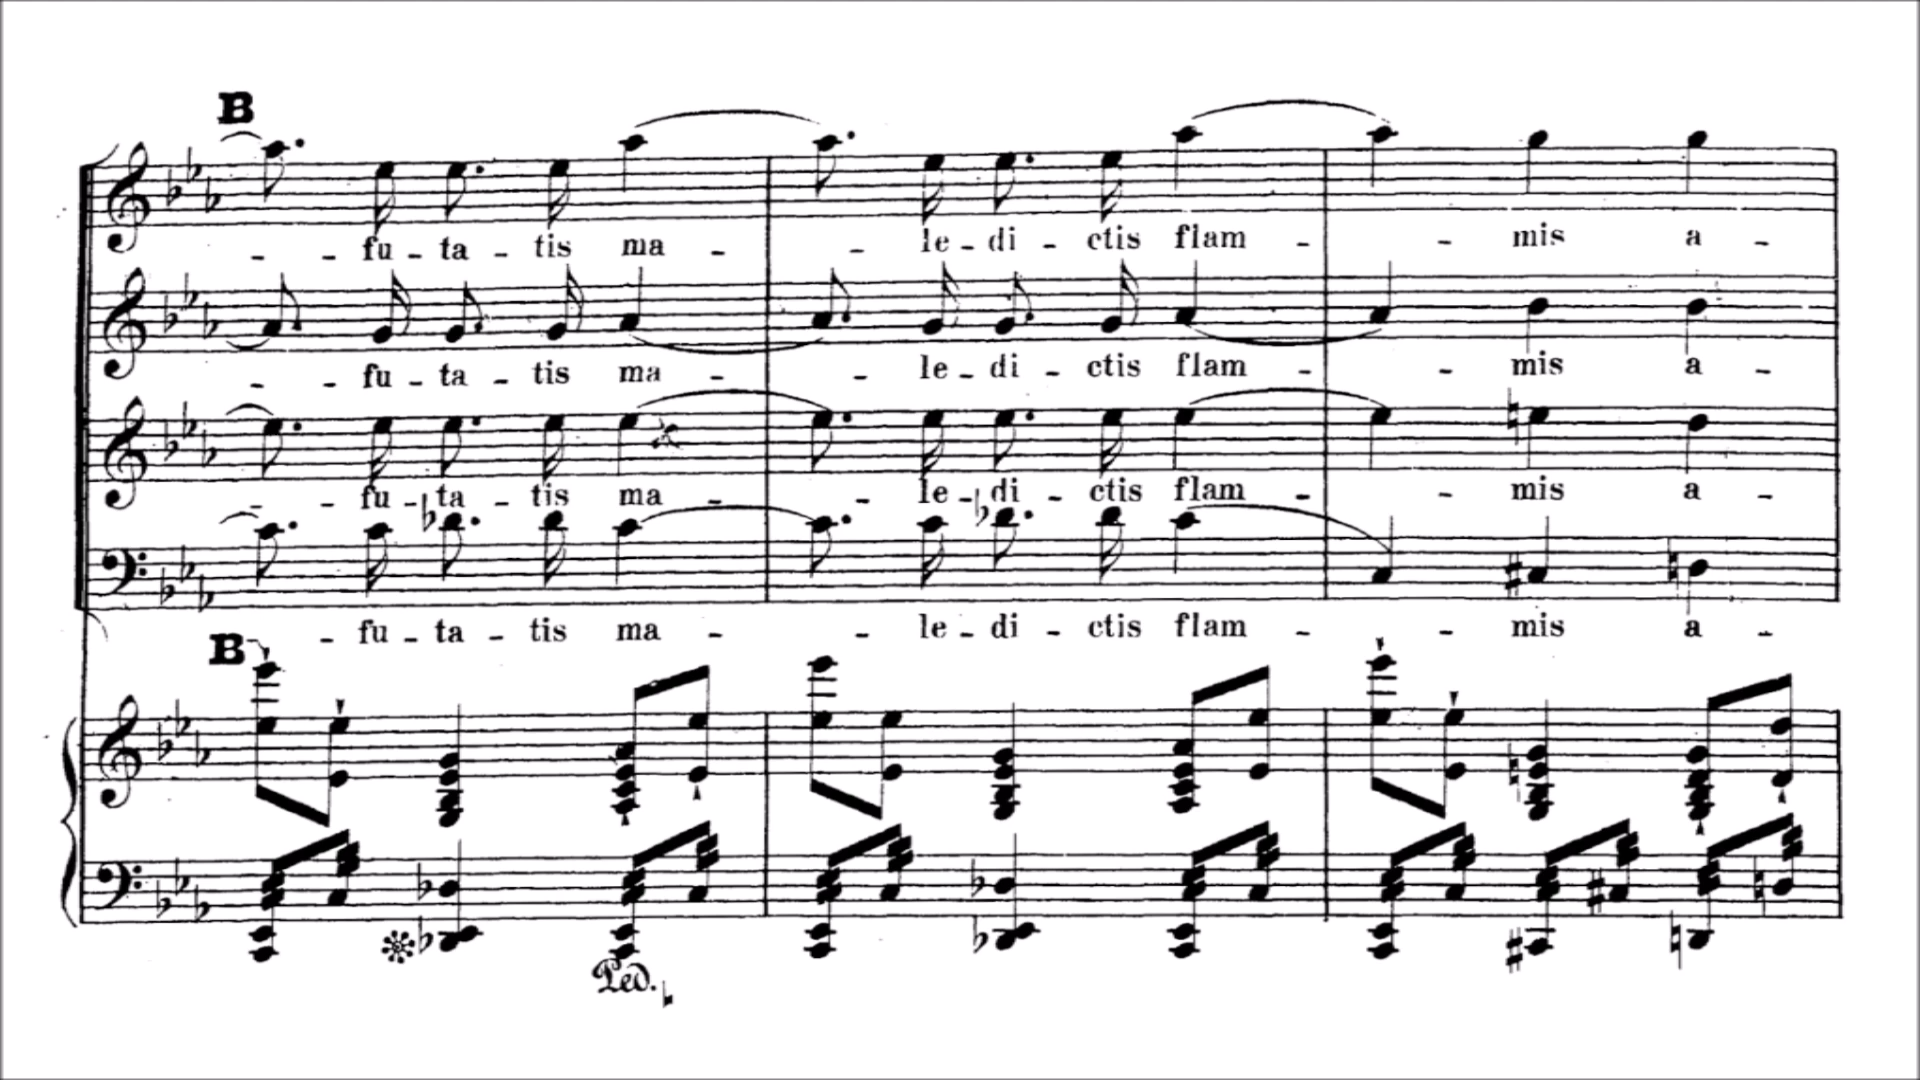 B
- - fu - ta - tis ma - - le - di - ctis flam - - mis a -
- - fu - ta - tis ma - - le - di - ctis flam - - mis a -
- - fu - ta - tis ma - - le - di - ctis flam - - mis a -
- fu - ta - tis ma - - le - di - ctis flam - - mis a -
B
Ped.